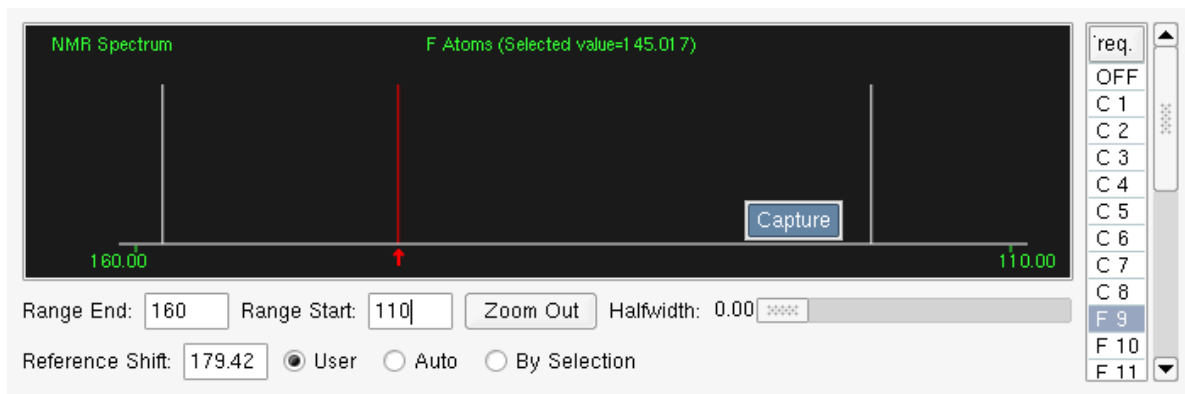 NMR Spectrum F Atoms (Selected value=145.017)
Capture
160.00 110.00
Range End: 160 Range Start: 110 Zoom Out Halfwidth: 0.00
Reference Shift: 179.42 User Auto By Selection
req.
OFF
C 1
C 2
C 3
C 4
C 5
C 6
C 7
C 8
F 9
F 10
F 11